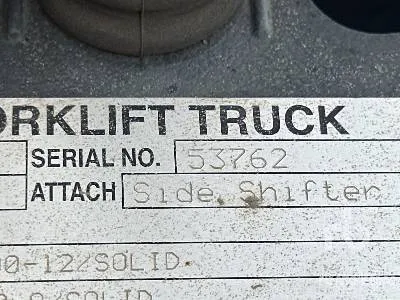 ORKLIFT TRUCK
SERIAL NO. 53762
ATTACH Side Shifter
0-12/SOLID